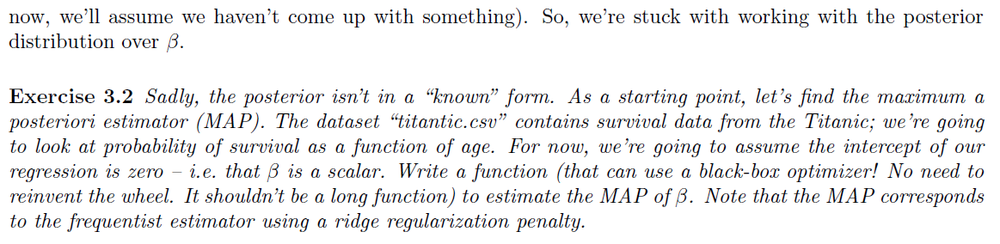 now, we'll assume we haven't come up with something). So, we're stuck with working with the posterior
distribution over β.
Exercise 3.2 Sadly, the posterior isn't in a “known” form. As a starting point, let's find the maximum a
posteriori estimator (MAP). The dataset “titantic.csv” contains survival data from the Titanic; we're going
to look at probability of survival as a function of age. For now, we're going to assume the intercept of our
regression is zero – i.e. that β is a scalar. Write a function (that can use a black-box optimizer! No need to
reinvent the wheel. It shouldn't be a long function) to estimate the MAP of β. Note that the MAP corresponds
to the frequentist estimator using a ridge regularization penalty.